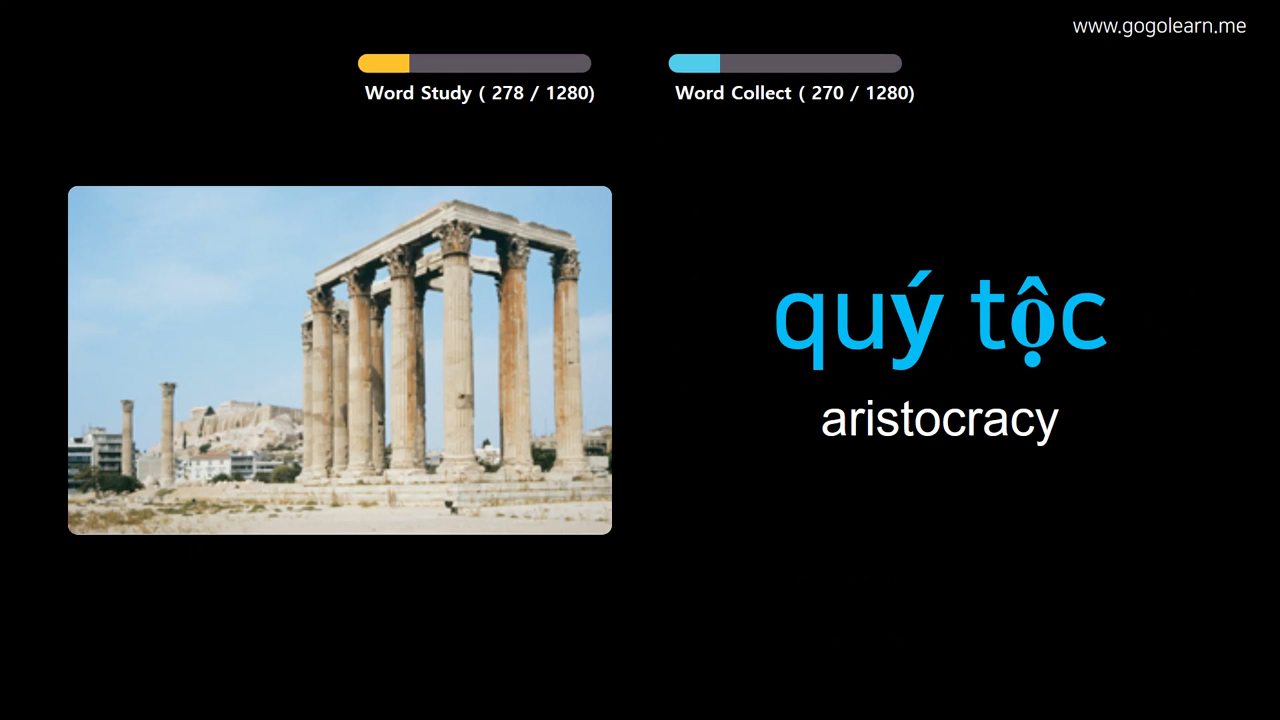 www.gogolearn.me
Word Study ( 278 / 1280)
Word Collect ( 270 / 1280)
quý tộc
aristocracy